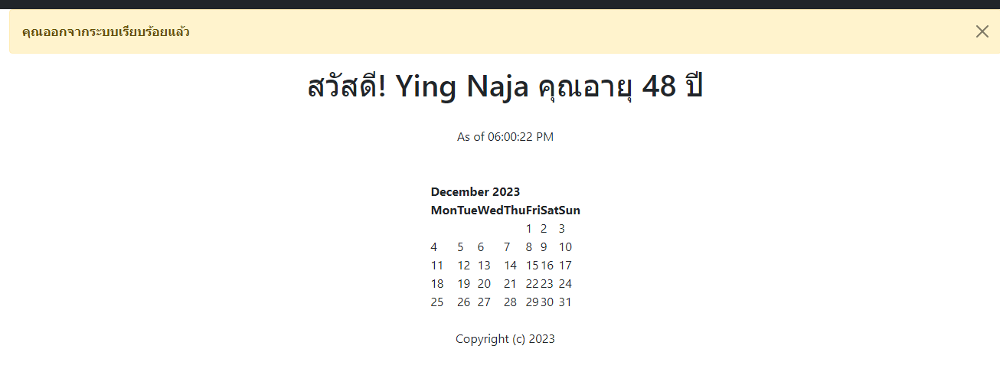 คุณออกจากระบบเรียบร้อยแล้ว
สวัสดี! Ying Naja คุณอายุ 48 ปี
As of 06:00:22 PM
December 2023
Mon Tue Wed Thu Fri Sat Sun
1 2 3
4 5 6 7 8 9 10
11 12 13 14 15 16 17
18 19 20 21 22 23 24
25 26 27 28 29 30 31
Copyright (c) 2023